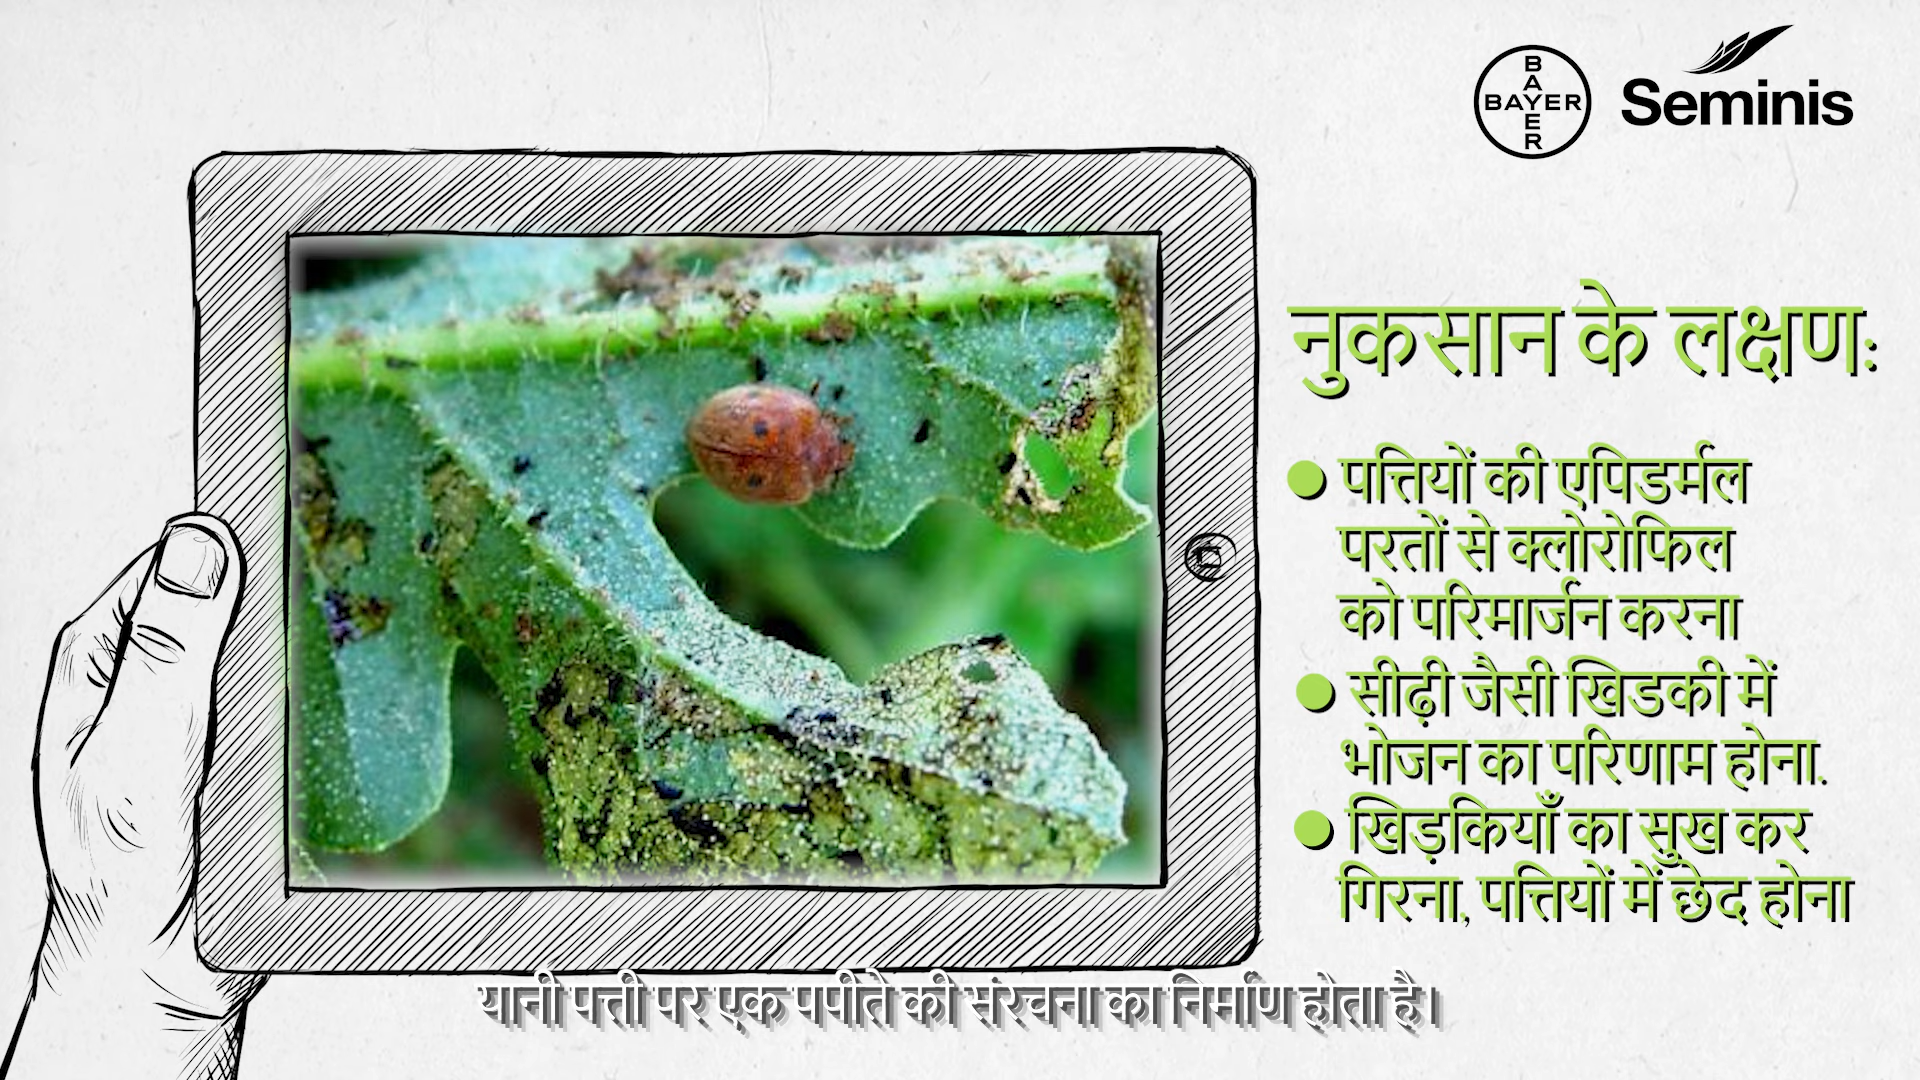 BAYER
BAYER
Seminis
नुकसान के लक्षण:
● पत्तियों की एपिडर्मल
परतों से क्लोरोफिल
को परिमार्जन करना
● सीढ़ी जैसी खिडकी में
भोजन का परिणाम होना.
● खिड़कियाँ का सुख कर
गिरना, पत्तियों में छेद होना
यानी पत्ती पर एक पपीते की संरचना का निर्माण होता है।